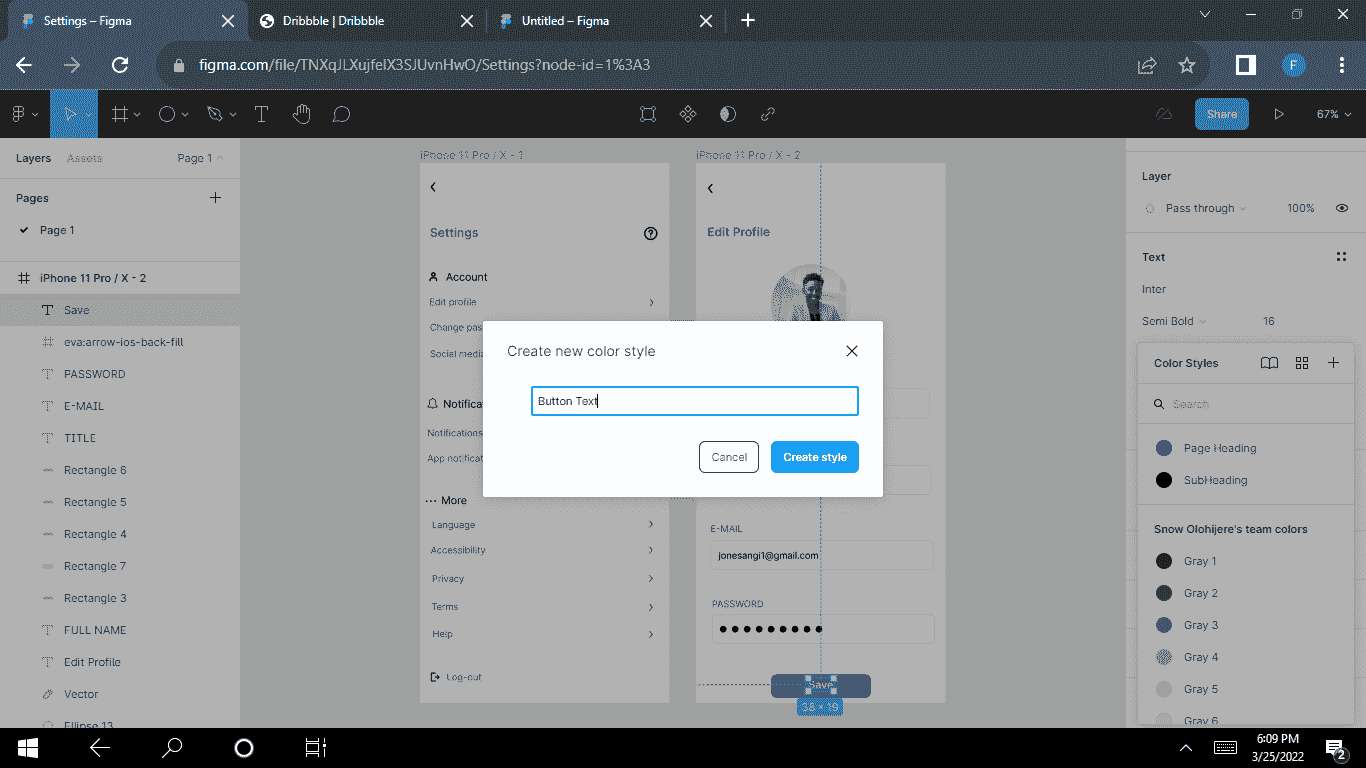 Settings – Figma
Dribbble | Dribbble
Untitled – Figma
figma.com/file/TNXqJLXujfeIX3SJUvnHwO/Settings?node-id=1%3A3
F
Share
67%
Layers
Assets
Page 1
Pages
Page 1
iPhone 11 Pro / X - 2
Save
eva:arrow-ios-back-fill
PASSWORD
E-MAIL
TITLE
Rectangle 6
Rectangle 5
Rectangle 4
Rectangle 7
Rectangle 3
FULL NAME
Edit Profile
Vector
Ellipse 13
iPhone 11 Pro / X - 1
Settings
Account
Edit profile
Change pas
Social media
Notifica
Notifications
App notificat
More
Language
Accessibility
Privacy
Terms
Help
Log-out
iPhone 11 Pro / X - 2
Edit Profile
E-MAIL
jonesangi1@gmail.com
PASSWORD
Save
38 × 19
Create new color style
Button Text
Cancel
Create style
Layer
Pass through
100%
Text
Inter
Semi Bold
16
Color Styles
Search
Page Heading
SubHeading
Snow Olohijere's team colors
Gray 1
Gray 2
Gray 3
Gray 4
Gray 5
Gray 6
6:09 PM
3/25/2022
2